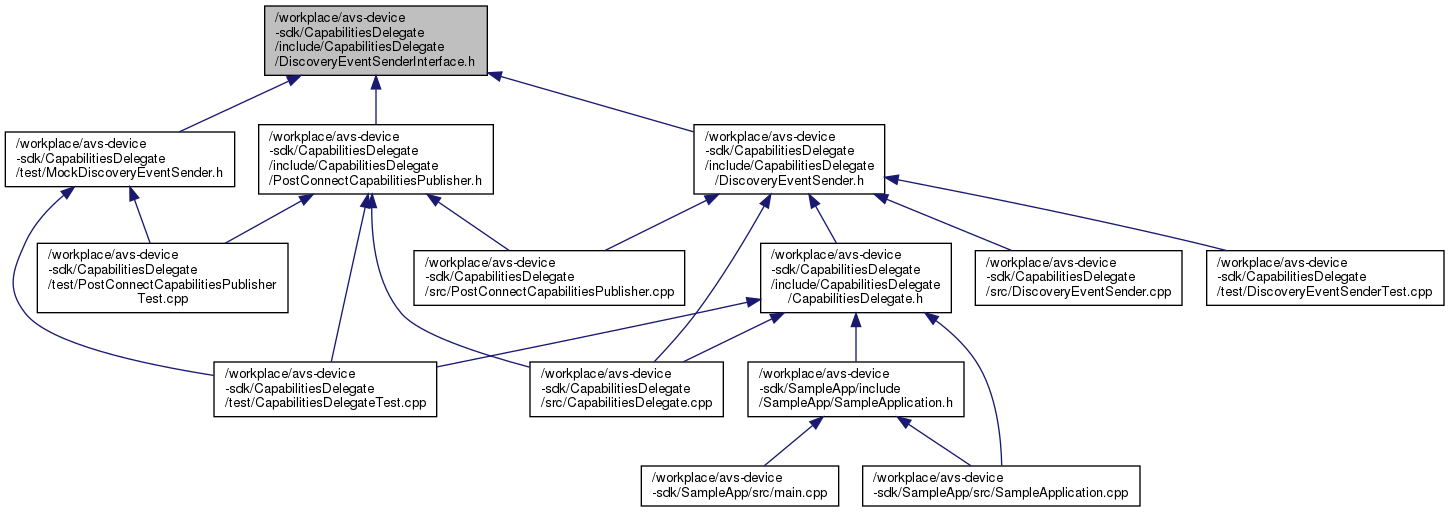 /workplace/avs-device
-sdk/CapabilitiesDelegate
/include/CapabilitiesDelegate
/DiscoveryEventSenderInterface.h
/workplace/avs-device
-sdk/CapabilitiesDelegate
/test/MockDiscoveryEventSender.h
/workplace/avs-device
-sdk/CapabilitiesDelegate
/include/CapabilitiesDelegate
/PostConnectCapabilitiesPublisher.h
/workplace/avs-device
-sdk/CapabilitiesDelegate
/include/CapabilitiesDelegate
/DiscoveryEventSender.h
/workplace/avs-device
-sdk/CapabilitiesDelegate
/test/PostConnectCapabilitiesPublisher
Test.cpp
/workplace/avs-device
-sdk/CapabilitiesDelegate
/src/PostConnectCapabilitiesPublisher.cpp
/workplace/avs-device
-sdk/CapabilitiesDelegate
/include/CapabilitiesDelegate
/CapabilitiesDelegate.h
/workplace/avs-device
-sdk/CapabilitiesDelegate
/src/DiscoveryEventSender.cpp
/workplace/avs-device
-sdk/CapabilitiesDelegate
/test/DiscoveryEventSenderTest.cpp
/workplace/avs-device
-sdk/CapabilitiesDelegate
/test/CapabilitiesDelegateTest.cpp
/workplace/avs-device
-sdk/CapabilitiesDelegate
/src/CapabilitiesDelegate.cpp
/workplace/avs-device
-sdk/SampleApp/include
/SampleApp/SampleApplication.h
/workplace/avs-device
-sdk/SampleApp/src/main.cpp
/workplace/avs-device
-sdk/SampleApp/src/SampleApplication.cpp